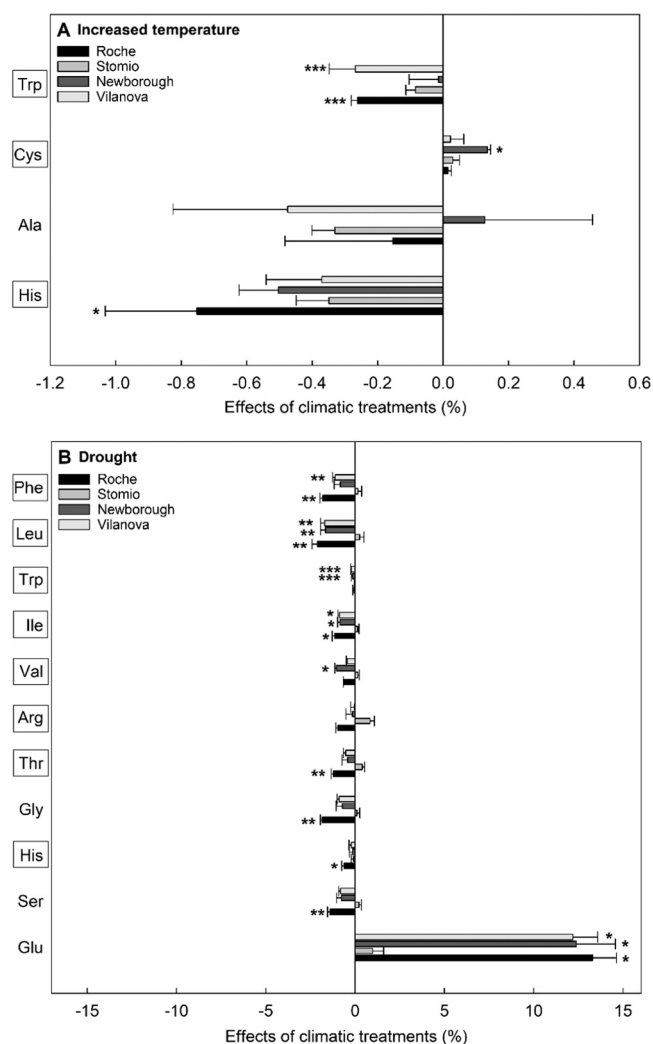 A Increased temperature
Roche
Stomio
Newborough
Vilanova
Trp
***
***
Cys
*
Ala
His
*
-1.2 -1.0 -0.8 -0.6 -0.4 -0.2 0.0 0.2 0.4 0.6
Effects of climatic treatments (%)
B Drought
Roche
Stomio
Newborough
Vilanova
Phe
**
**
Leu
**
**
**
Trp
***
***
Ile
*
*
*
Val
*
Arg
Thr
**
Gly
**
His
*
Ser
**
Glu
*
*
*
-15 -10 -5 0 5 10 15
Effects of climatic treatments (%)